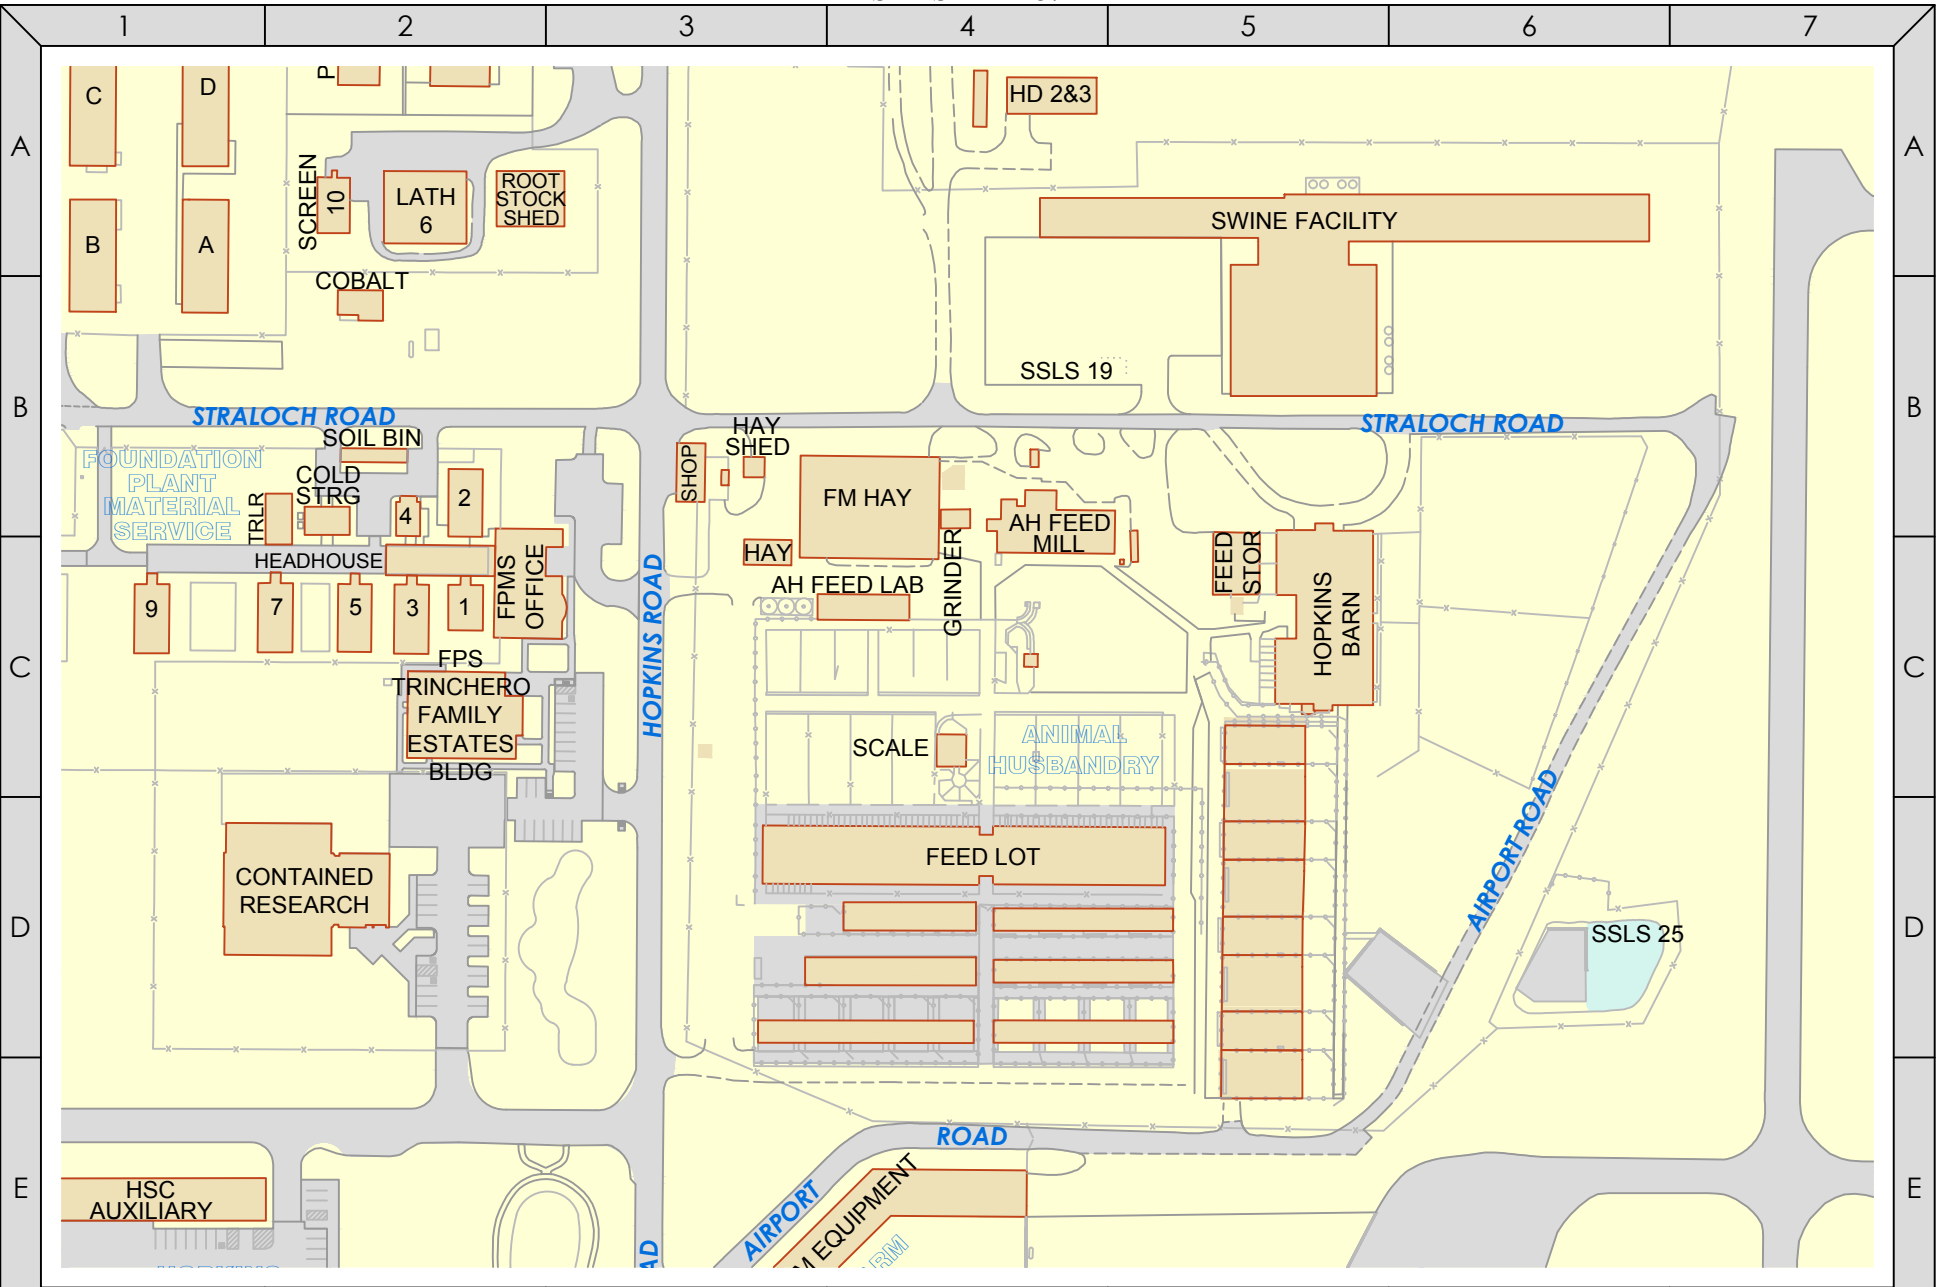 1 2 3 4 5 6 7
A A
B B
C C
D D
E E
C
D
P
HD 2&3
SCREEN
10
LATH
6
ROOT
STOCK
SHED
B
A
SWINE FACILITY
COBALT
SSLS 19
STRALOCH ROAD
STRALOCH ROAD
FOUNDATION
PLANT
MATERIAL
SERVICE
SOIL BIN
COLD
STRG
TRLR
4
2
SHOP
HAY
SHED
FM HAY
GRINDER
AH FEED
MILL
HEADHOUSE
FPMS
OFFICE
HAY
AH FEED LAB
FEED
STOR
HOPKINS
BARN
9
7
5
3
1
HOPKINS ROAD
FPS
TRINCHERO
FAMILY
ESTATES
BLDG
SCALE
ANIMAL
HUSBANDRY
AIRPORT ROAD
CONTAINED
RESEARCH
FEED LOT
SSLS 25
ROAD
AIRPORT
HSC
AUXILIARY
M EQUIPMENT
ARM
AD